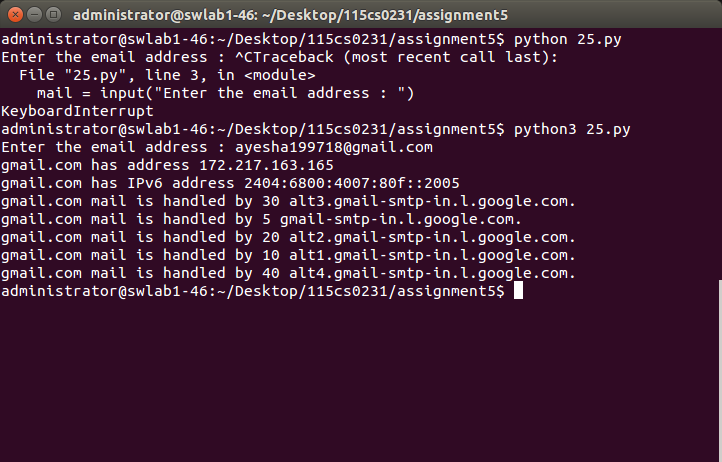 administrator@swlab1-46: ~/Desktop/115cs0231/assignment5
administrator@swlab1-46:~/Desktop/115cs0231/assignment5$ python 25.py
Enter the email address : ^CTraceback (most recent call last):
  File "25.py", line 3, in <module>
    mail = input("Enter the email address : ")
KeyboardInterrupt
administrator@swlab1-46:~/Desktop/115cs0231/assignment5$ python3 25.py
Enter the email address : ayesha199718@gmail.com
gmail.com has address 172.217.163.165
gmail.com has IPv6 address 2404:6800:4007:80f::2005
gmail.com mail is handled by 30 alt3.gmail-smtp-in.l.google.com.
gmail.com mail is handled by 5 gmail-smtp-in.l.google.com.
gmail.com mail is handled by 20 alt2.gmail-smtp-in.l.google.com.
gmail.com mail is handled by 10 alt1.gmail-smtp-in.l.google.com.
gmail.com mail is handled by 40 alt4.gmail-smtp-in.l.google.com.
administrator@swlab1-46:~/Desktop/115cs0231/assignment5$